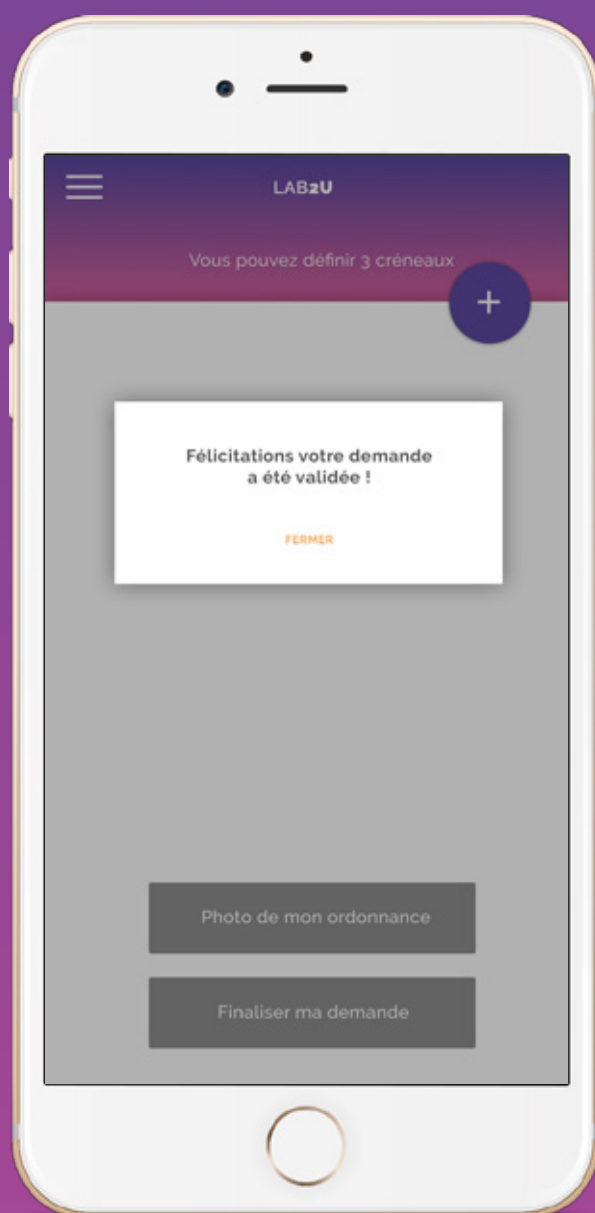 LAB2U
Vous pouvez définir 3 créneaux
+
Félicitations votre demande
a été validée !
FERMER
Photo de mon ordonnance
Finaliser ma demande